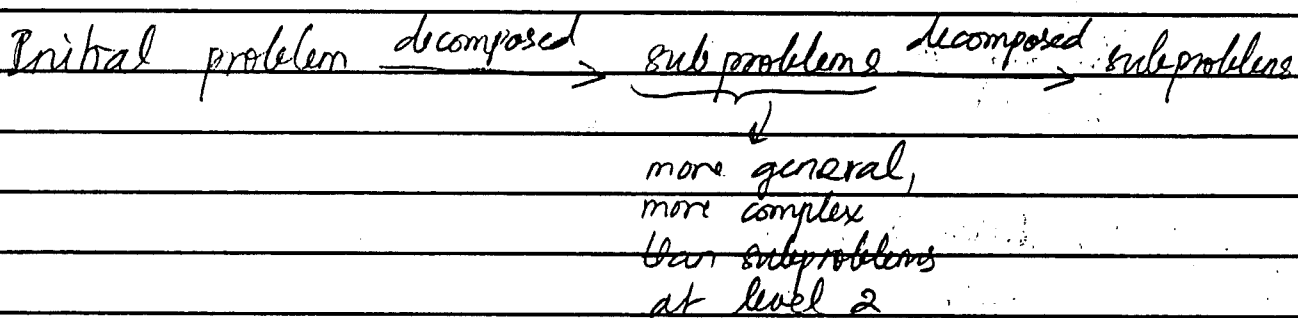 Initial problem decomposed subproblems decomposed subproblems
more general,
more complex
than subproblems
at level 2